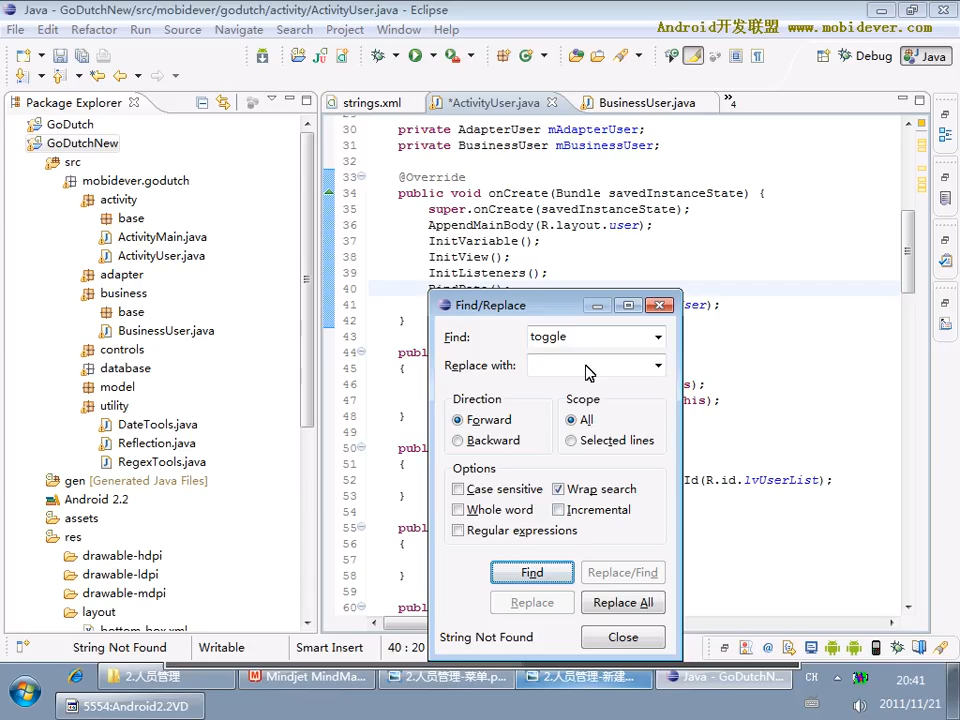 Java - GoDutchNew/src/mobidever/godutch/activity/ActivityUser.java - Eclipse
File Edit Refactor Run Source Navigate Search Project Window Help
Android开发联盟 www.mobidever.com
Debug Java
Package Explorer
strings.xml *ActivityUser.java BusinessUser.java »4
GoDutch
GoDutchNew
src
mobidever.godutch
activity
base
ActivityMain.java
ActivityUser.java
adapter
business
base
BusinessUser.java
controls
database
model
utility
DateTools.java
Reflection.java
RegexTools.java
gen [Generated Java Files]
Android 2.2
assets
res
drawable-hdpi
drawable-ldpi
drawable-mdpi
layout
bottom-box.xml
30 private AdapterUser mAdapterUser;
31 private BusinessUser mBusinessUser;
32
33 @Override
34 public void onCreate(Bundle savedInstanceState) {
35 super.onCreate(savedInstanceState);
36 AppendMainBody(R.layout.user);
37 InitVariable();
38 InitView();
39 InitListeners();
40
41 ser);
42 }
43
44 publ
45 {
46 s);
47 his);
48 }
49
50 publ
51 {
52 Id(R.id.lvUserList);
53 }
54
55 publ
56 {
57
58 }
59
60 publ
Find/Replace
Find: toggle
Replace with:
Direction
Forward
Backward
Scope
All
Selected lines
Options
Case sensitive Wrap search
Whole word Incremental
Regular expressions
Find Replace/Find
Replace Replace All
String Not Found Close
String Not Found Writable Smart Insert 40 : 20
2.人员管理 Mindjet MindMa... 2.人员管理-菜单.p... 2.人员管理-新建... Java - GoDutchN...
5554:Android2.2VD
CH 20:41
2011/11/21